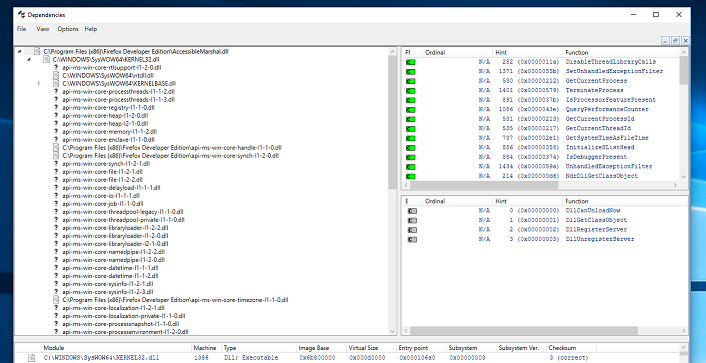 Dependencies
File View Options Help
C:\Program Files (x86)\Firefox Developer Edition\AccessibleMarshal.dll
C:\WINDOWS\SysWOW64\KERNEL32.dll
api-ms-win-core-rtlsupport-l1-2-0.dll
C:\WINDOWS\SysWOW64\ntdll.dll
C:\WINDOWS\SysWOW64\KERNELBASE.dll
api-ms-win-core-processthreads-l1-1-2.dll
api-ms-win-core-processthreads-l1-1-3.dll
api-ms-win-core-registry-l1-1-0.dll
api-ms-win-core-heap-l1-2-0.dll
api-ms-win-core-heap-l2-1-0.dll
api-ms-win-core-memory-l1-1-2.dll
api-ms-win-core-enclave-l1-1-0.dll
C:\Program Files (x86)\Firefox Developer Edition\api-ms-win-core-handle-l1-1-0.dll
C:\Program Files (x86)\Firefox Developer Edition\api-ms-win-core-synch-l1-2-0.dll
api-ms-win-core-synch-l1-2-1.dll
api-ms-win-core-file-l1-2-1.dll
api-ms-win-core-file-l1-2-2.dll
api-ms-win-core-delayload-l1-1-1.dll
api-ms-win-core-io-l1-1-1.dll
api-ms-win-core-job-l1-1-0.dll
api-ms-win-core-threadpool-legacy-l1-1-0.dll
api-ms-win-core-threadpool-private-l1-1-0.dll
api-ms-win-core-libraryloader-l1-2-2.dll
api-ms-win-core-libraryloader-l1-2-0.dll
api-ms-win-core-libraryloader-l2-1-0.dll
api-ms-win-core-namedpipe-l1-2-2.dll
api-ms-win-core-namedpipe-l1-2-0.dll
api-ms-win-core-datetime-l1-1-1.dll
api-ms-win-core-datetime-l1-1-2.dll
api-ms-win-core-sysinfo-l1-2-1.dll
api-ms-win-core-sysinfo-l1-2-3.dll
C:\Program Files (x86)\Firefox Developer Edition\api-ms-win-core-timezone-l1-1-0.dll
api-ms-win-core-localization-l1-2-1.dll
api-ms-win-core-localization-private-l1-1-0.dll
api-ms-win-core-processsnapshot-l1-1-0.dll
api-ms-win-core-processenvironment-l1-2-0.dll
PI Ordinal Hint Function
N/A 282 (0x0000011a) DisableThreadLibraryCalls
N/A 1371 (0x0000055b) SetUnhandledExceptionFilter
N/A 530 (0x00000212) GetCurrentProcess
N/A 1401 (0x00000579) TerminateProcess
N/A 891 (0x0000037b) IsProcessorFeaturePresent
N/A 1086 (0x0000043e) QueryPerformanceCounter
N/A 531 (0x00000213) GetCurrentProcessId
N/A 535 (0x00000217) GetCurrentThreadId
N/A 737 (0x000002e1) GetSystemTimeAsFileTime
N/A 856 (0x00000358) InitializeSListHead
N/A 884 (0x00000374) IsDebuggerPresent
N/A 1434 (0x0000059a) UnhandledExceptionFilter
N/A 214 (0x000000d6) NdrDllGetClassObject
E Ordinal Hint Function
N/A 0 (0x00000000) DllCanUnloadNow
N/A 1 (0x00000001) DllGetClassObject
N/A 2 (0x00000002) DllRegisterServer
N/A 3 (0x00000003) DllUnregisterServer
Module Machine Type Image Base Virtual Size Entry point Subsystem Subsystem Ver. Checksum
C:\WINDOWS\SysWOW64\KERNEL32.dll i386 Dll; Executable 0x6b800000 0x000d0000 0x000106a0 0x00000003 3 (correct)